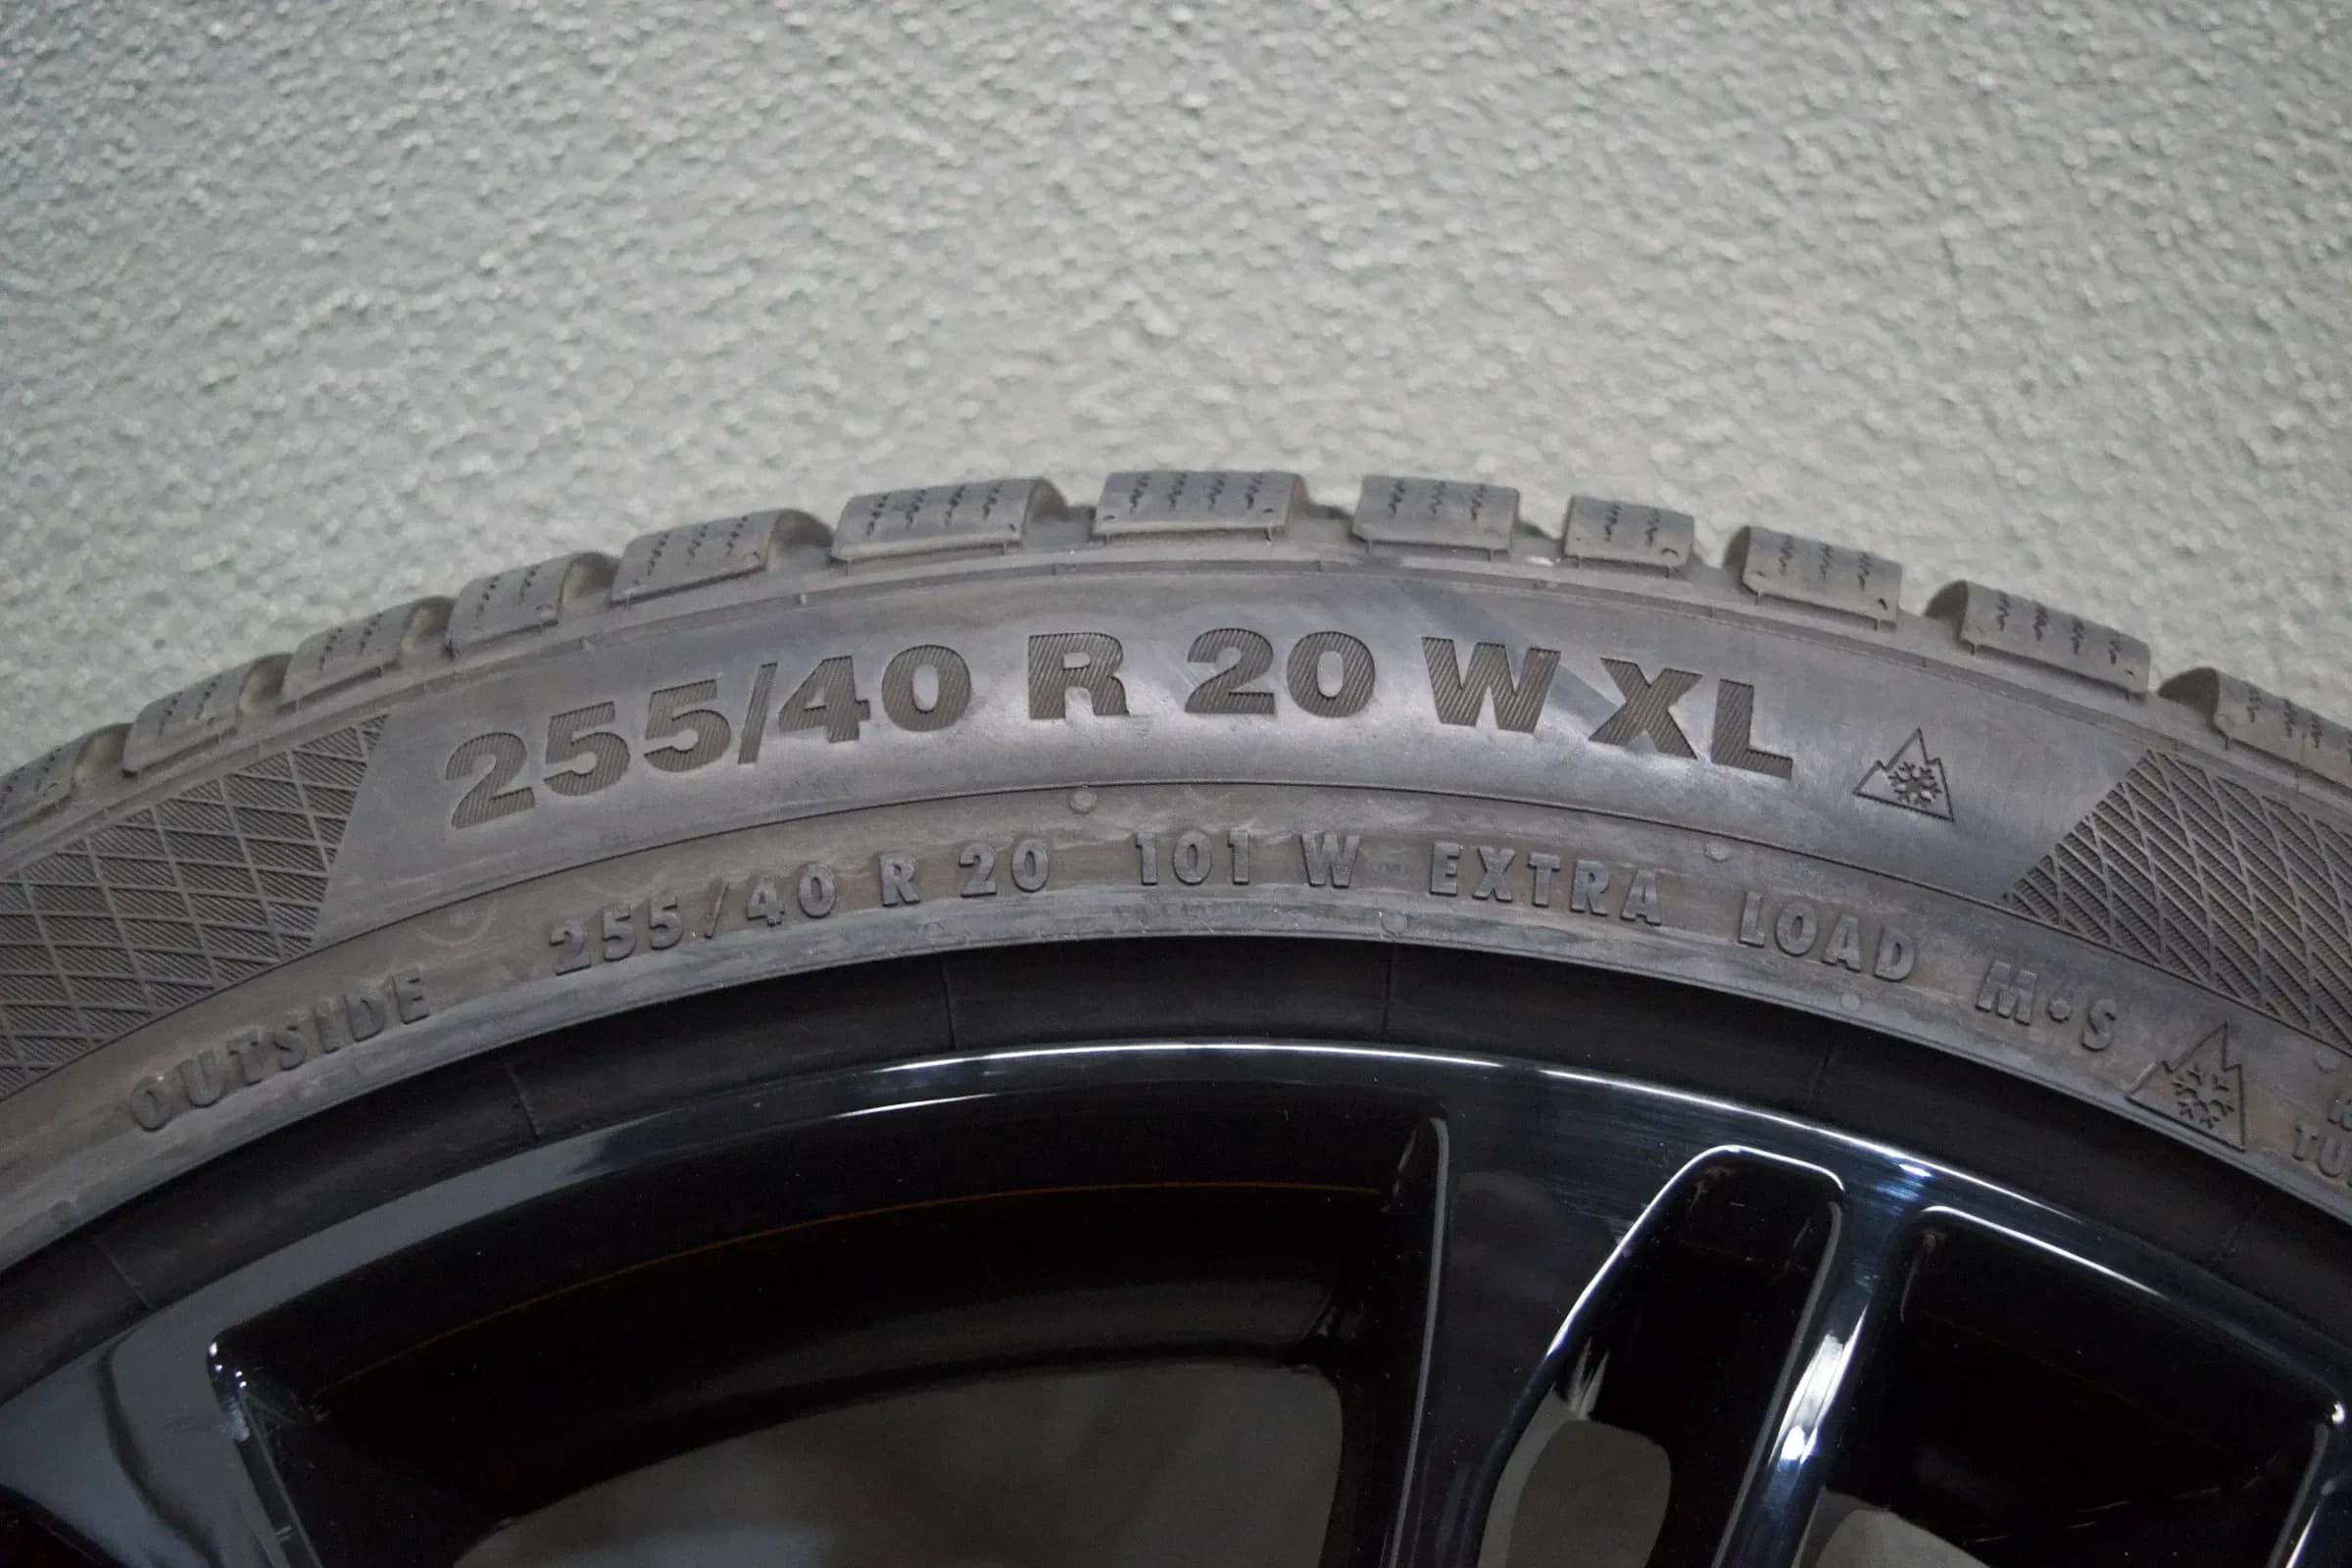 255/40 R 20 W XL
OUTSIDE 255/40 R 20 101 W EXTRA LOAD M•S